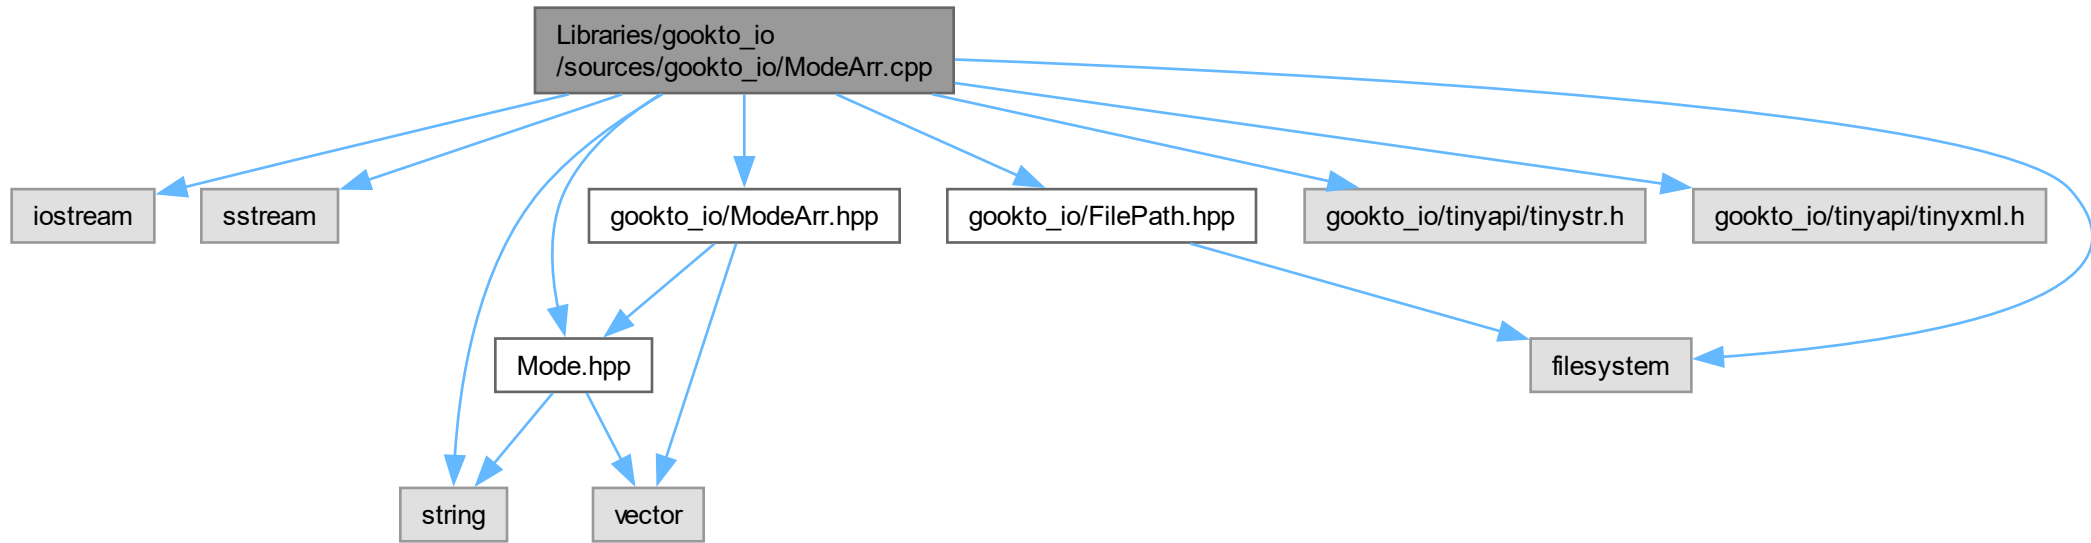 Libraries/gookto_io
/sources/gookto_io/ModeArr.cpp
iostream
sstream
gookto_io/ModeArr.hpp
gookto_io/FilePath.hpp
gookto_io/tinyapi/tinystr.h
gookto_io/tinyapi/tinyxml.h
Mode.hpp
filesystem
string
vector